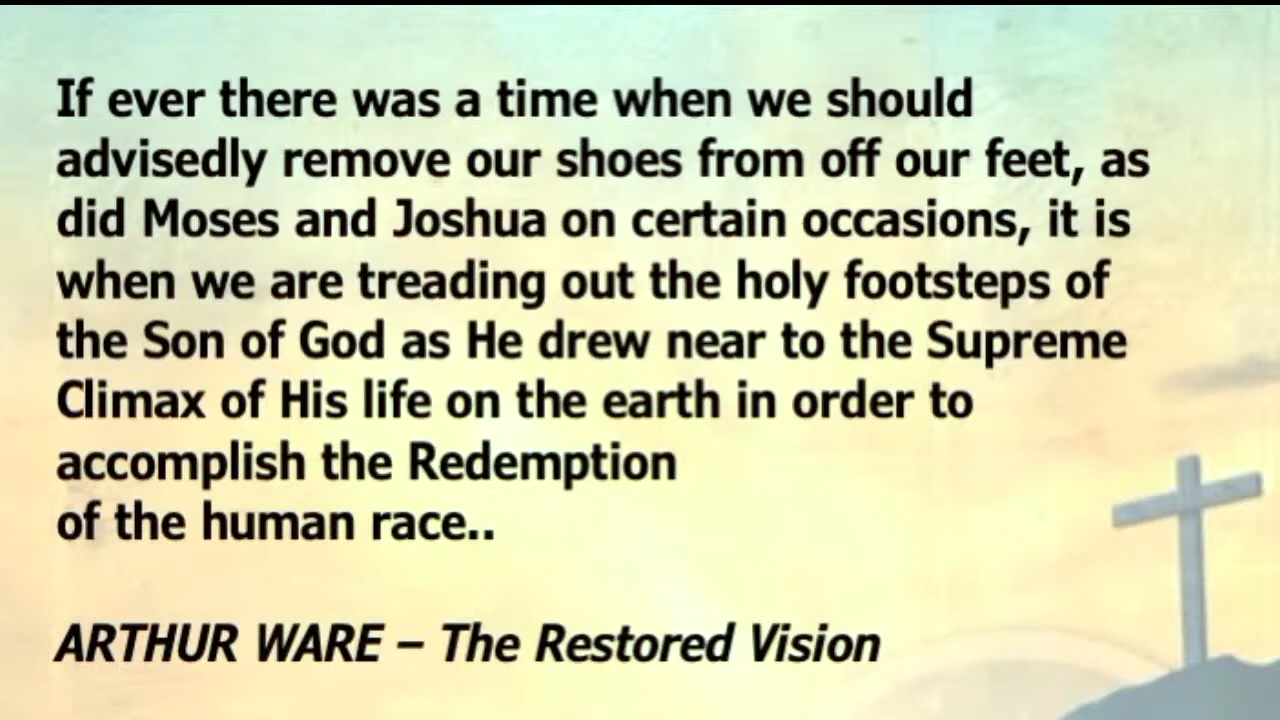 If ever there was a time when we should
advisedly remove our shoes from off our feet, as
did Moses and Joshua on certain occasions, it is
when we are treading out the holy footsteps of
the Son of God as He drew near to the Supreme
Climax of His life on the earth in order to
accomplish the Redemption
of the human race..
ARTHUR WARE – The Restored Vision